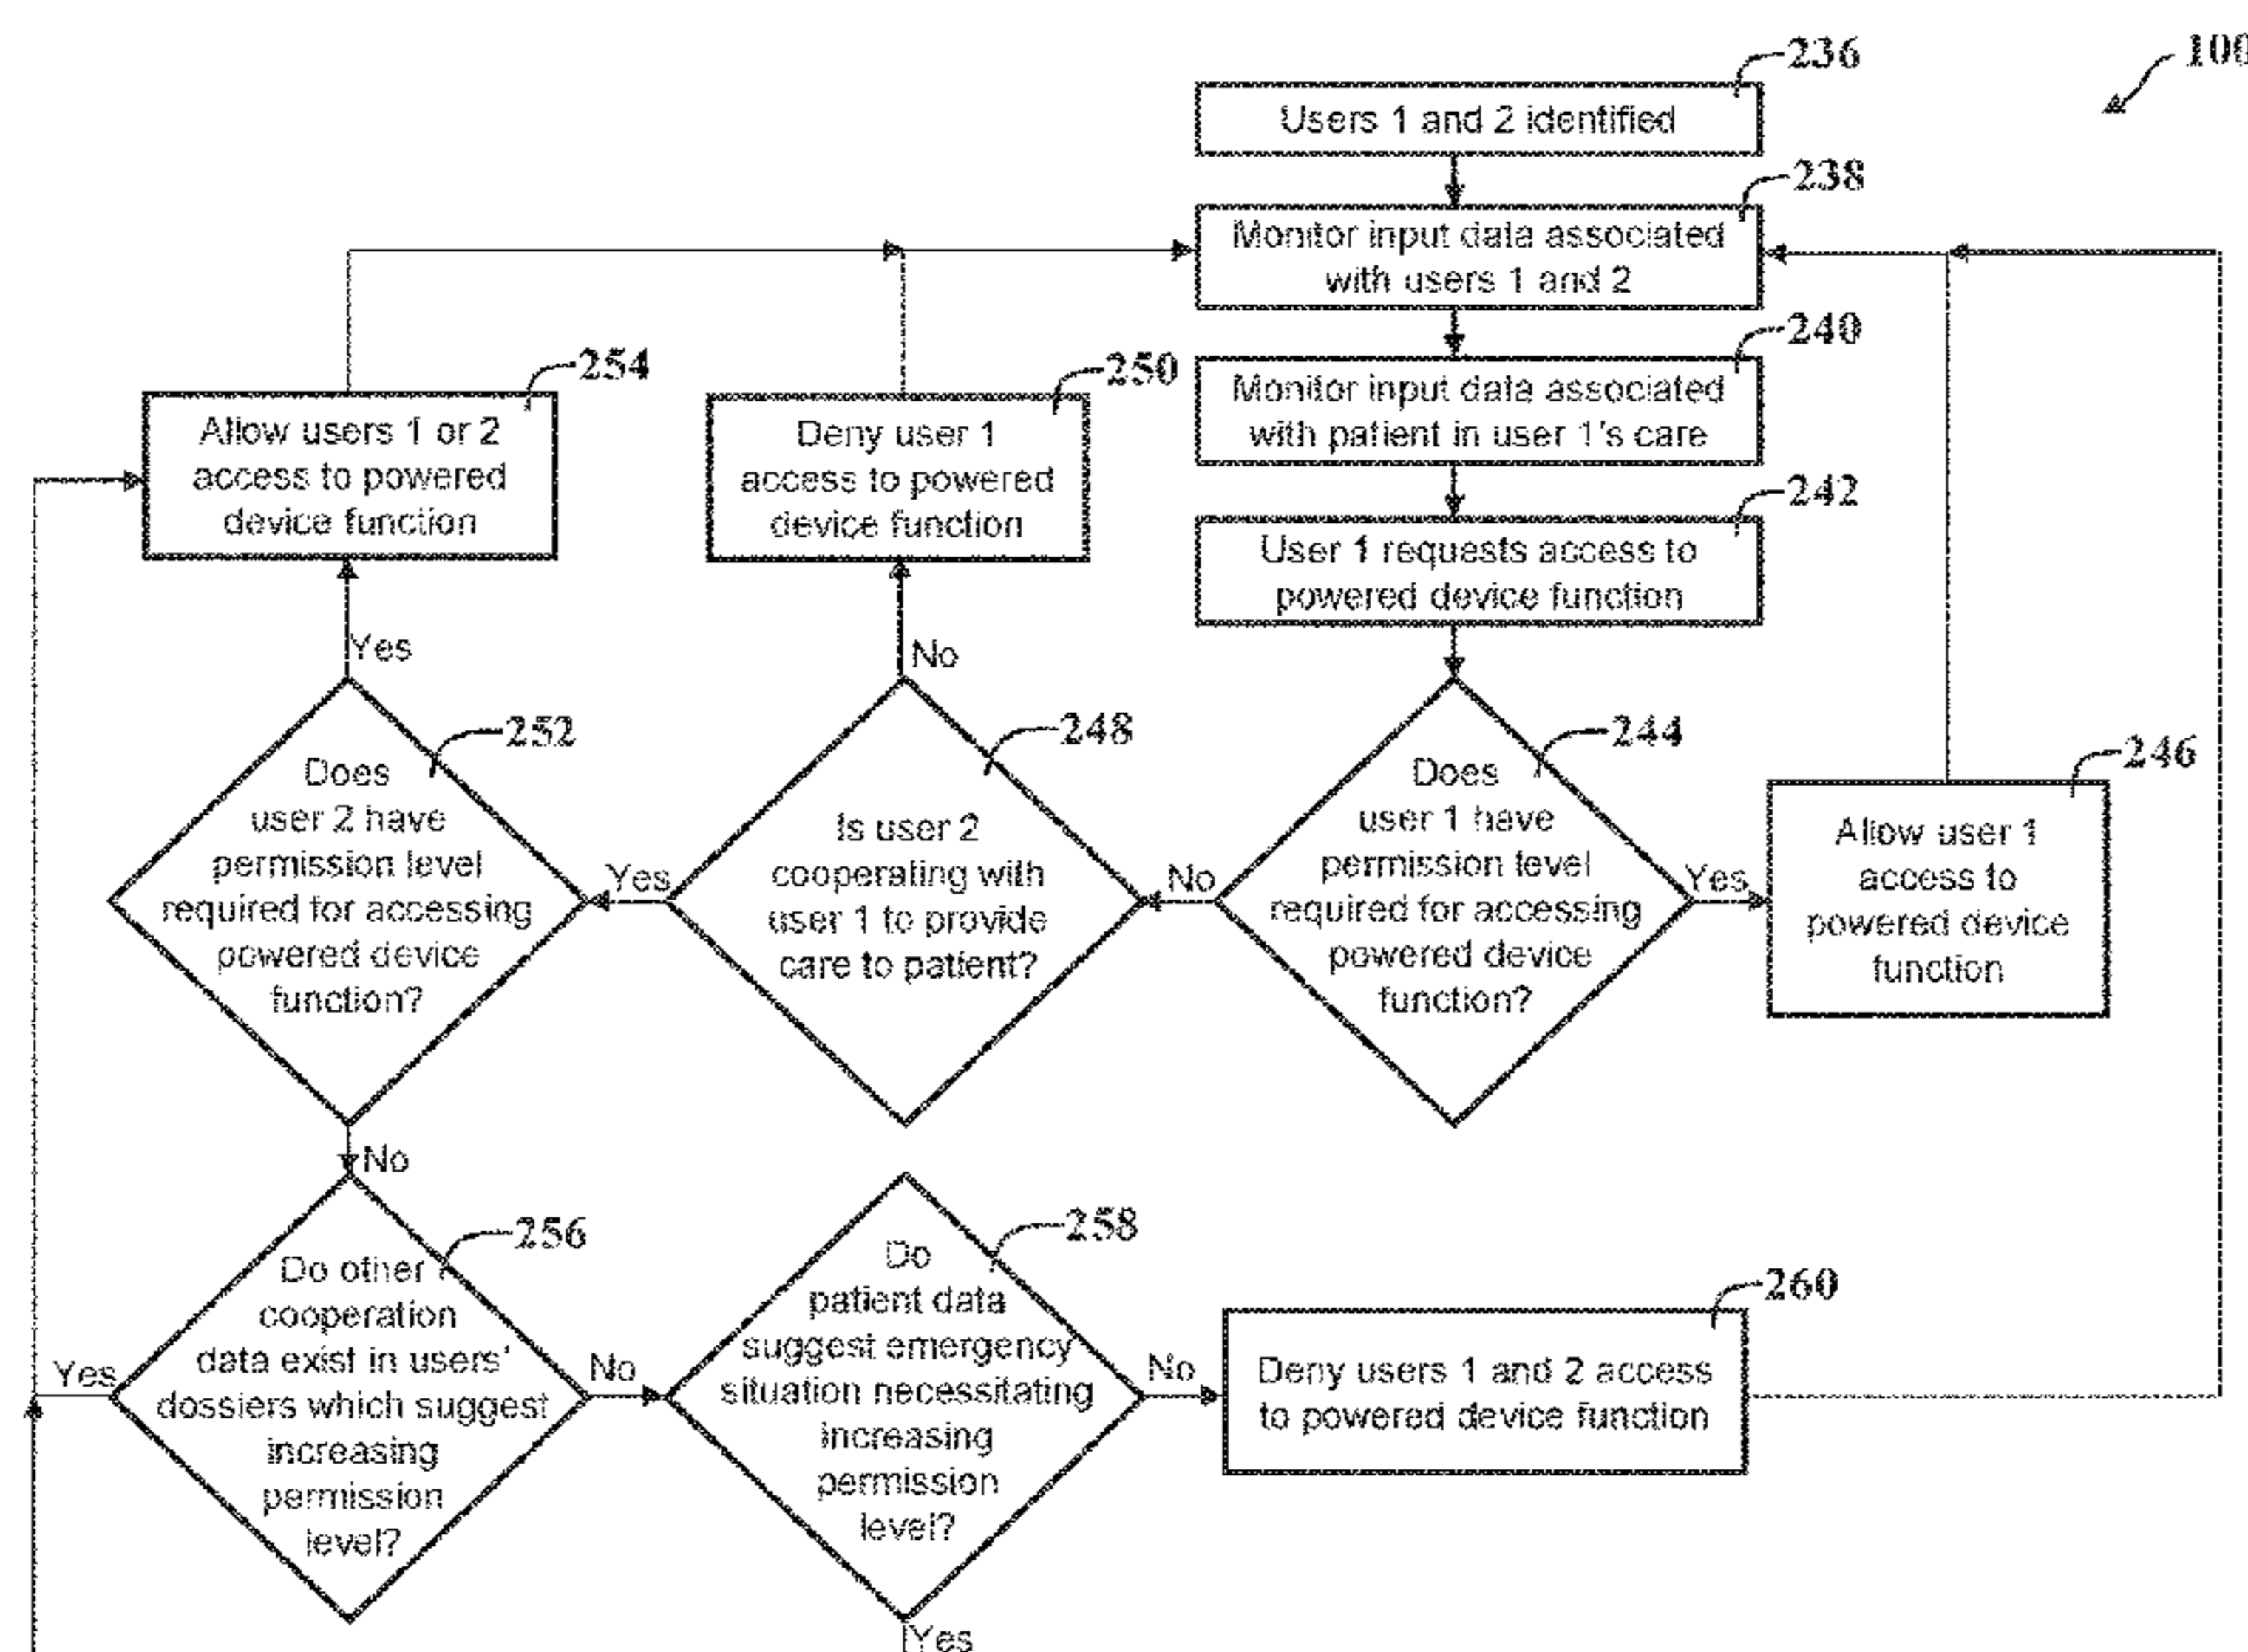 100
236
Users 1 and 2 identified
238
Monitor input data associated
with users 1 and 2
240
Monitor input data associated
with patient in user 1's care
242
User 1 requests access to
powered device function
254
Allow users 1 or 2
access to powered
device function
250
Deny user 1
access to powered
device function
Yes
No
252
Does
user 2 have
permission level
required for accessing
powered device
function?
Yes
248
Is user 2
cooperating with
user 1 to provide
care to patient?
No
244
Does
user 1 have
permission level
required for accessing
powered device
function?
Yes
246
Allow user 1
access to
powered device
function
No
256
Do other
cooperation
data exist in users'
dossiers which suggest
increasing
permission
level?
Yes
No
258
Do
patient data
suggest emergency
situation necessitating
increasing
permission
level?
No
Yes
260
Deny users 1 and 2 access
to powered device function